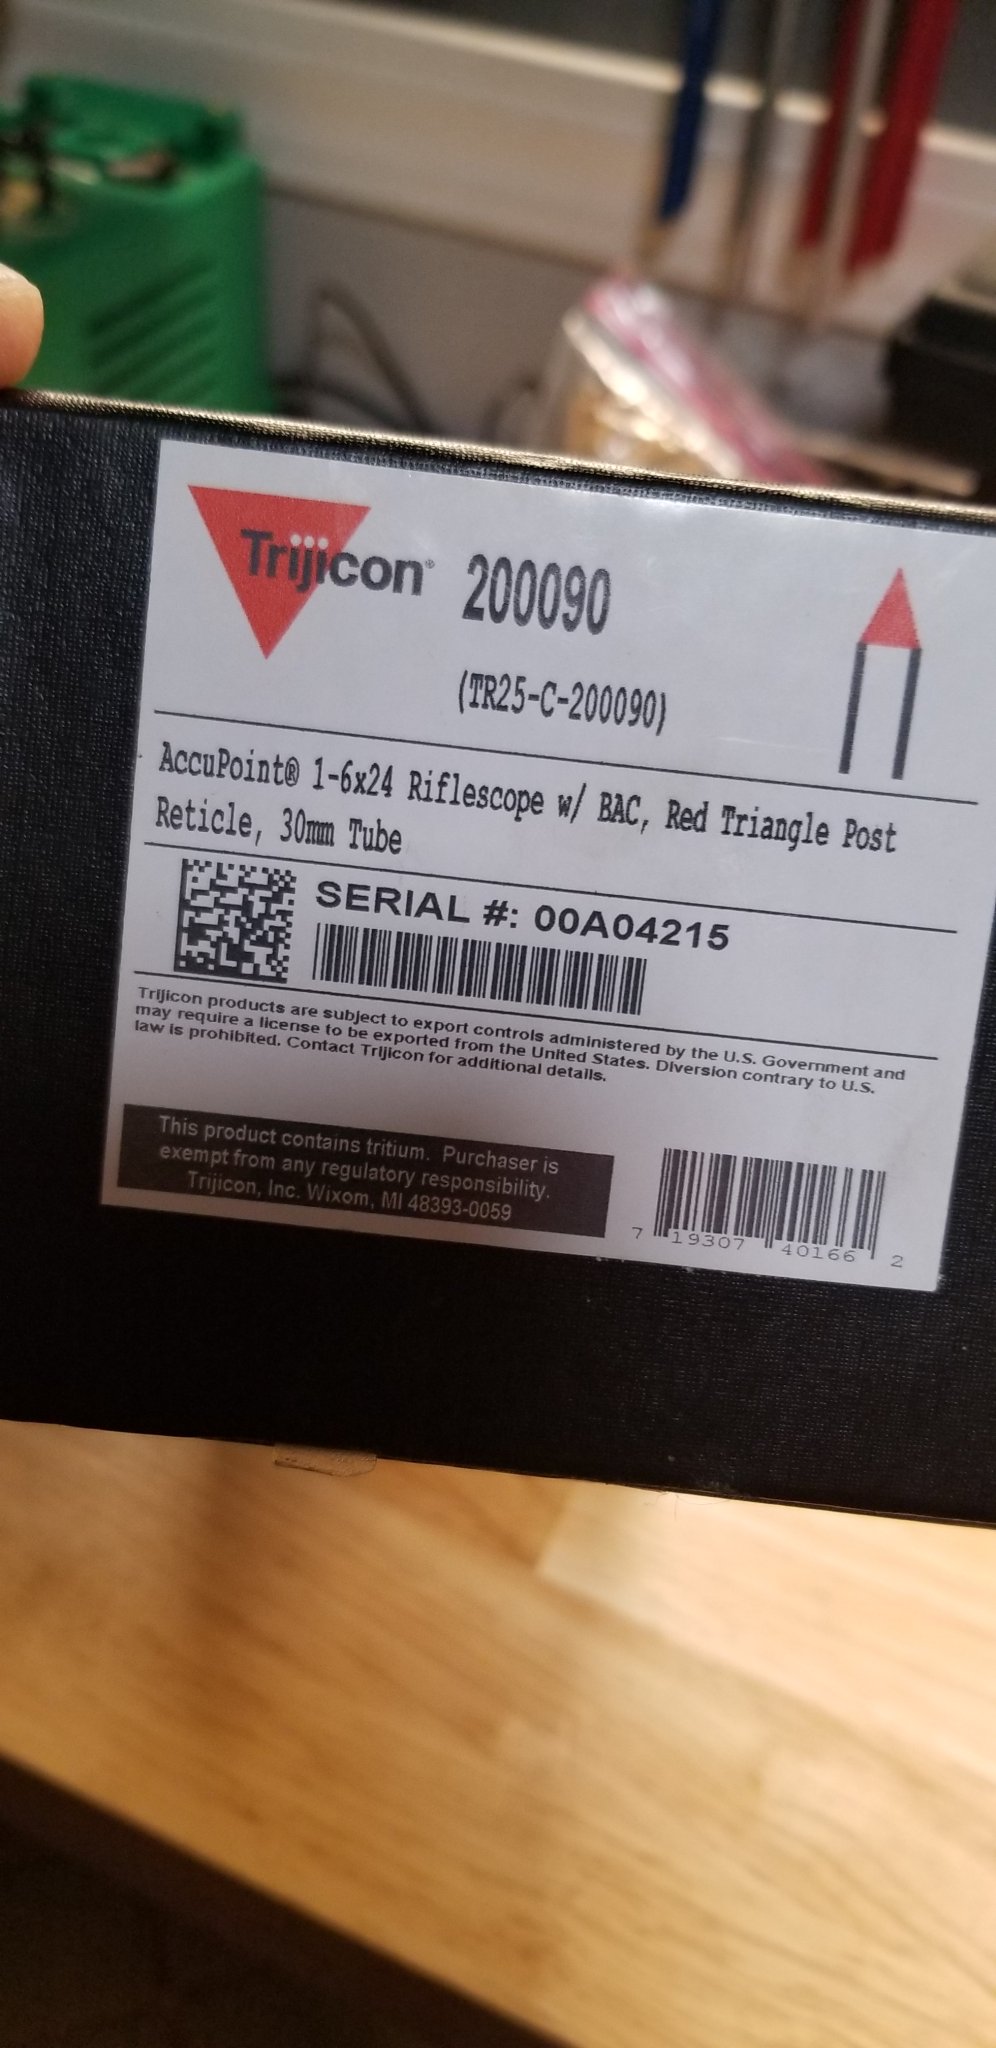 Trijicon®
200090
(TR25-C-200090)
AccuPoint® 1-6x24 Riflescope w/ BAC, Red Triangle Post
Reticle, 30mm Tube
SERIAL #: 00A04215
Trijicon products are subject to export controls administered by the U.S. Government and
may require a license to be exported from the United States. Diversion contrary to U.S.
law is prohibited. Contact Trijicon for additional details.
This product contains tritium. Purchaser is
exempt from any regulatory responsibility.
Trijicon, Inc. Wixom, MI 48393-0059
7 19307 40166 2